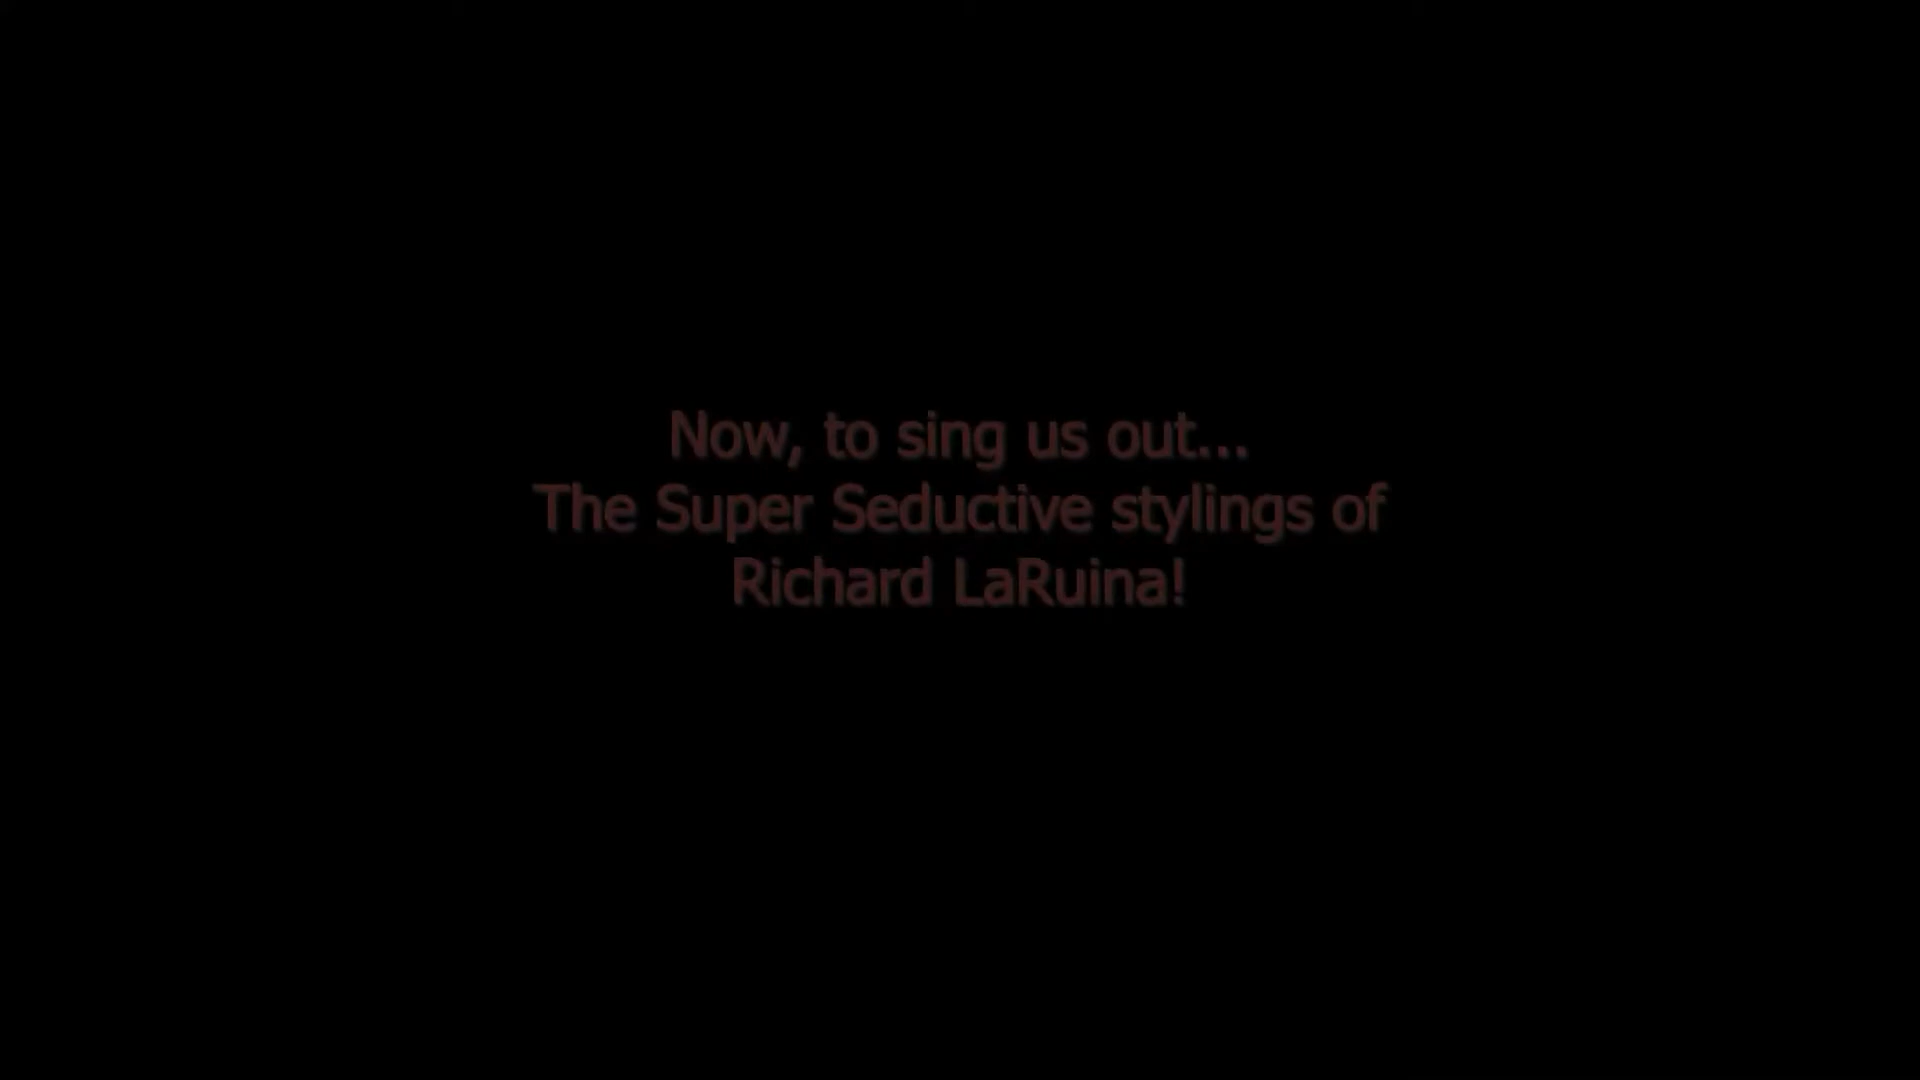 Now, to sing us out...
The Super Seductive stylings of
Richard LaRuina!